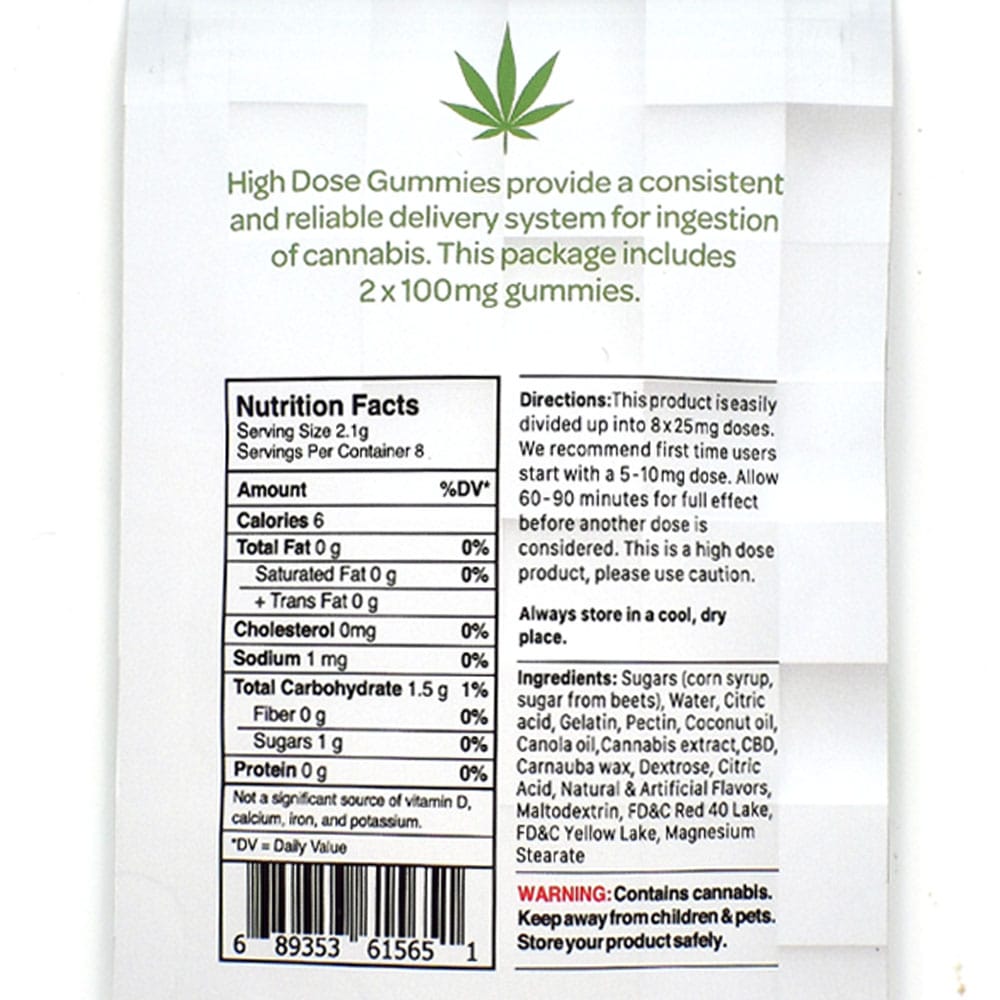 High Dose Gummies provide a consistent
and reliable delivery system for ingestion
of cannabis. This package includes
2 x 100mg gummies.
Nutrition Facts
Serving Size 2.1g
Servings Per Container 8
Amount %DV*
Calories 6
Total Fat 0 g 0%
Saturated Fat 0 g 0%
+ Trans Fat 0 g
Cholesterol 0mg 0%
Sodium 1 mg 0%
Total Carbohydrate 1.5 g 1%
Fiber 0 g 0%
Sugars 1 g 0%
Protein 0 g 0%
Not a significant source of vitamin D,
calcium, iron, and potassium.
*DV = Daily Value
6 89353 61565 1
Directions:This product is easily
divided up into 8x25mg doses.
We recommend first time users
start with a 5-10mg dose. Allow
60-90 minutes for full effect
before another dose is
considered. This is a high dose
product, please use caution.
Always store in a cool, dry
place.
Ingredients: Sugars (corn syrup,
sugar from beets), Water, Citric
acid, Gelatin, Pectin, Coconut oil,
Canola oil, Cannabis extract, CBD,
Carnauba wax, Dextrose, Citric
Acid, Natural & Artificial Flavors,
Maltodextrin, FD&C Red 40 Lake,
FD&C Yellow Lake, Magnesium
Stearate
WARNING: Contains cannabis.
Keep away from children & pets.
Store your product safely.